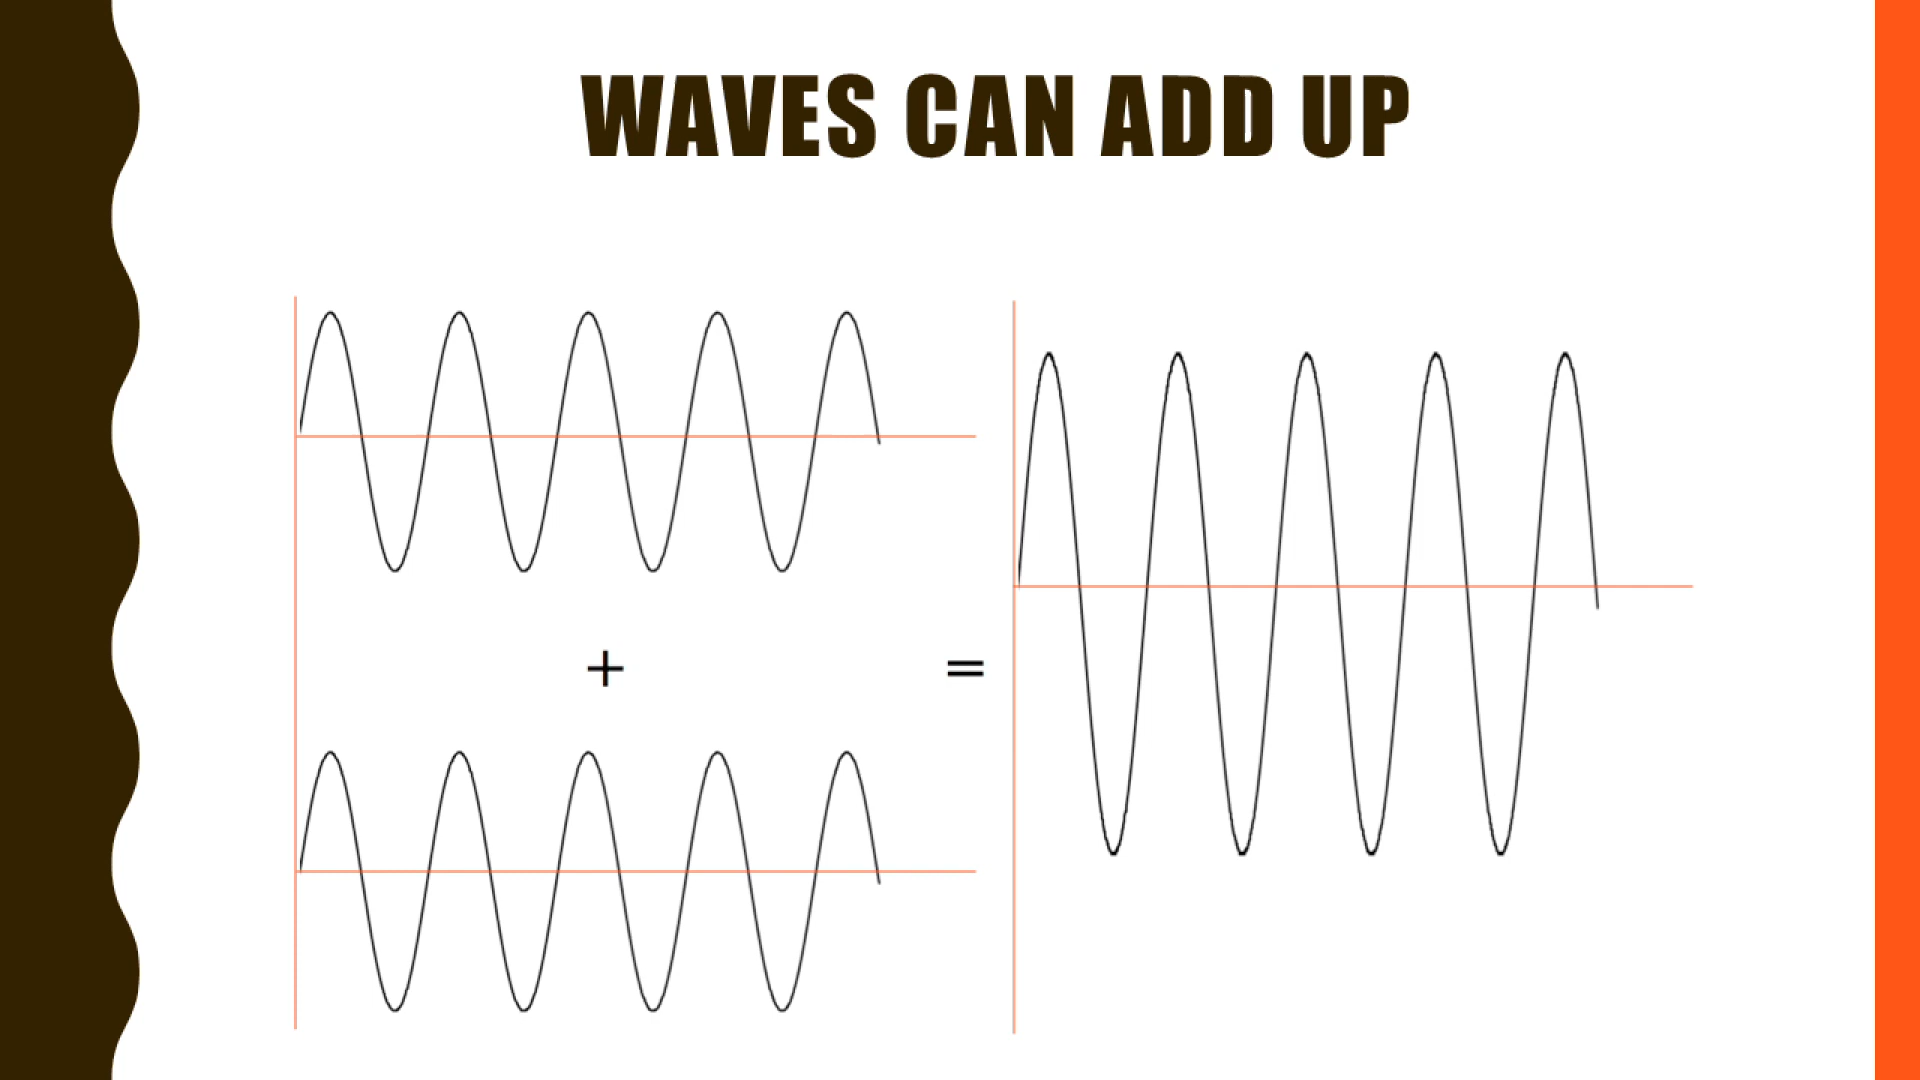 WAVES CAN ADD UP
+
=